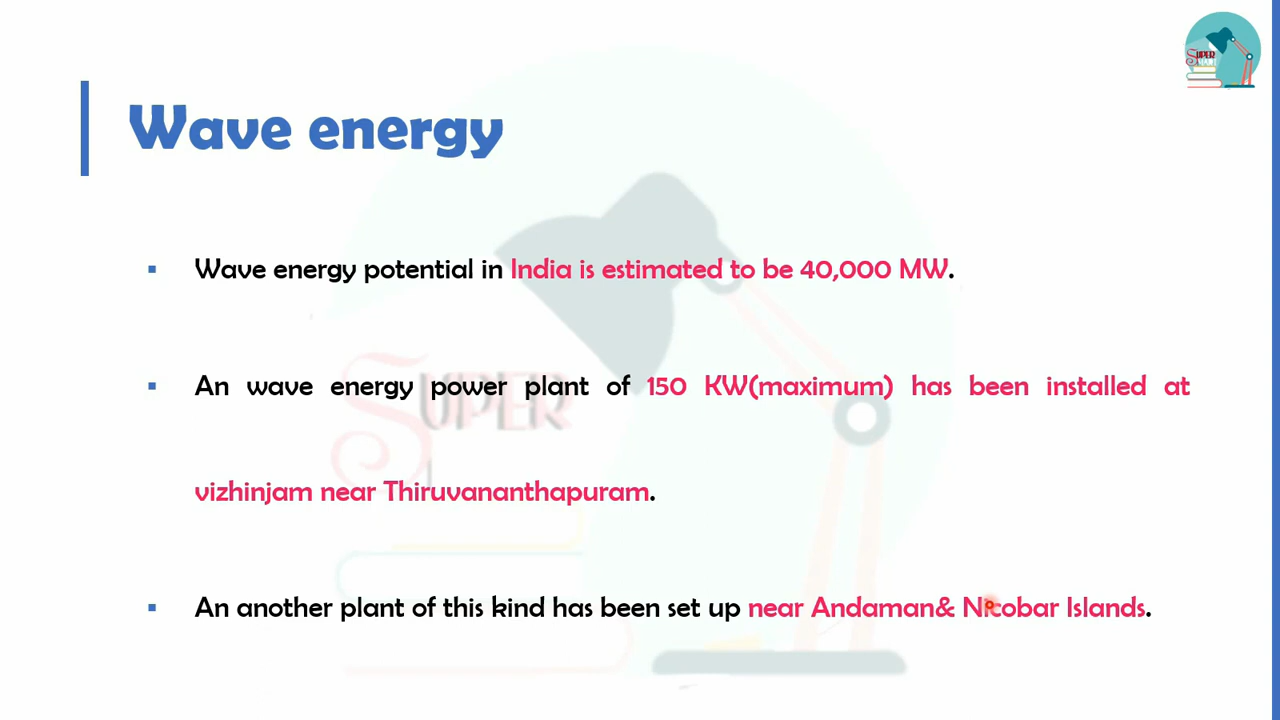 Wave energy
Wave energy potential in India is estimated to be 40,000 MW.
An wave energy power plant of 150 KW(maximum) has been installed at
vizhinjam near Thiruvananthapuram.
An another plant of this kind has been set up near Andaman& Nicobar Islands.
SUPER